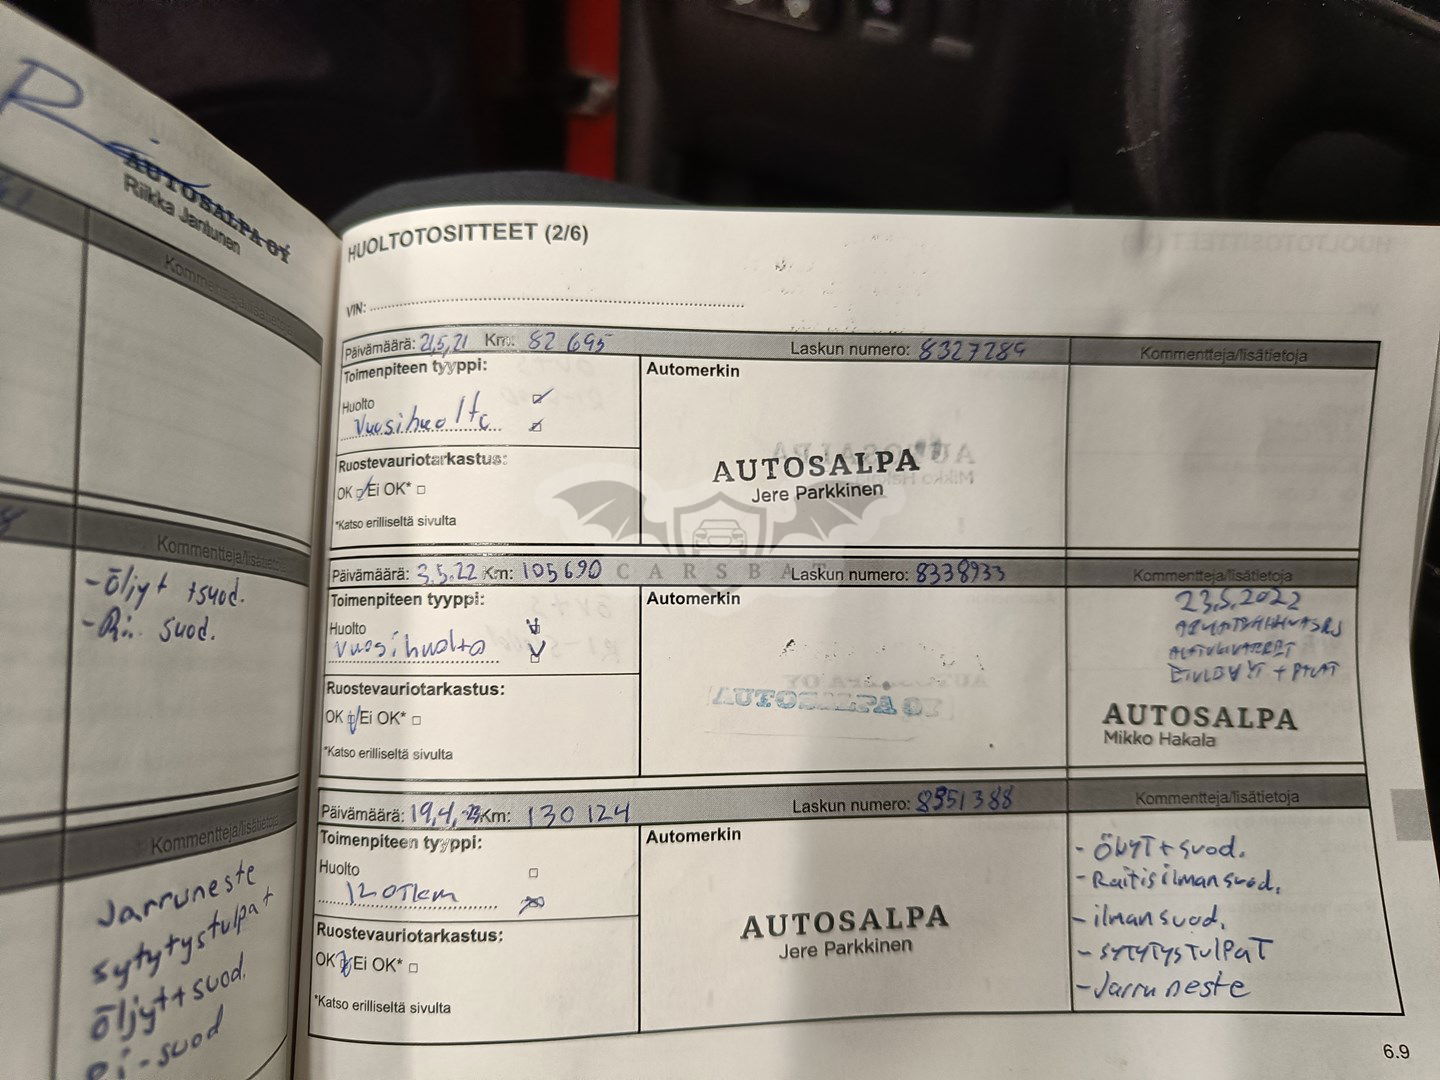 AUTOSALPA OY
Riikka Jantunen
Kommentteja/lisätietoja
Kommentteja/lisätietoja
-Öljyt +suod.
-Ri. suod.
Kommentteja/lisätietoja
Jarruneste
sytytystulpat
öljyt+suod.
Ri-suod
HUOLTOTOSITTEET (2/6)
VIN:
Päivämäärä: 21,5,21 Km: 82 695 Laskun numero: 8327289 Kommentteja/lisätietoja
Toimenpiteen tyyppi:
Huolto
Vuosihuolto
Ruostevauriotarkastus:
OK Ei OK*
*Katso erilliseltä sivulta
Automerkin
AUTOSALPA
Jere Parkkinen
CARSBAT
Päivämäärä: 3.5.22 Km: 105690 Laskun numero: 8338933 Kommentteja/lisätietoja
Toimenpiteen tyyppi:
Huolto
vuosihuolto
Ruostevauriotarkastus:
OK Ei OK*
*Katso erilliseltä sivulta
Automerkin
23.5.2022
+ PALAT
AUTOSALPA
Mikko Hakala
Päivämäärä: 19,4, Km: 130 124 Laskun numero: 8351388 Kommentteja/lisätietoja
Toimenpiteen tyyppi:
Huolto
120Tkm
Ruostevauriotarkastus:
OK Ei OK*
*Katso erilliseltä sivulta
Automerkin
AUTOSALPA
Jere Parkkinen
- ÖLJYT+suod.
-Raitisilmansuod.
-ilmansuod.
-SYTYTYSTULPAT
-Jarruneste
6.9